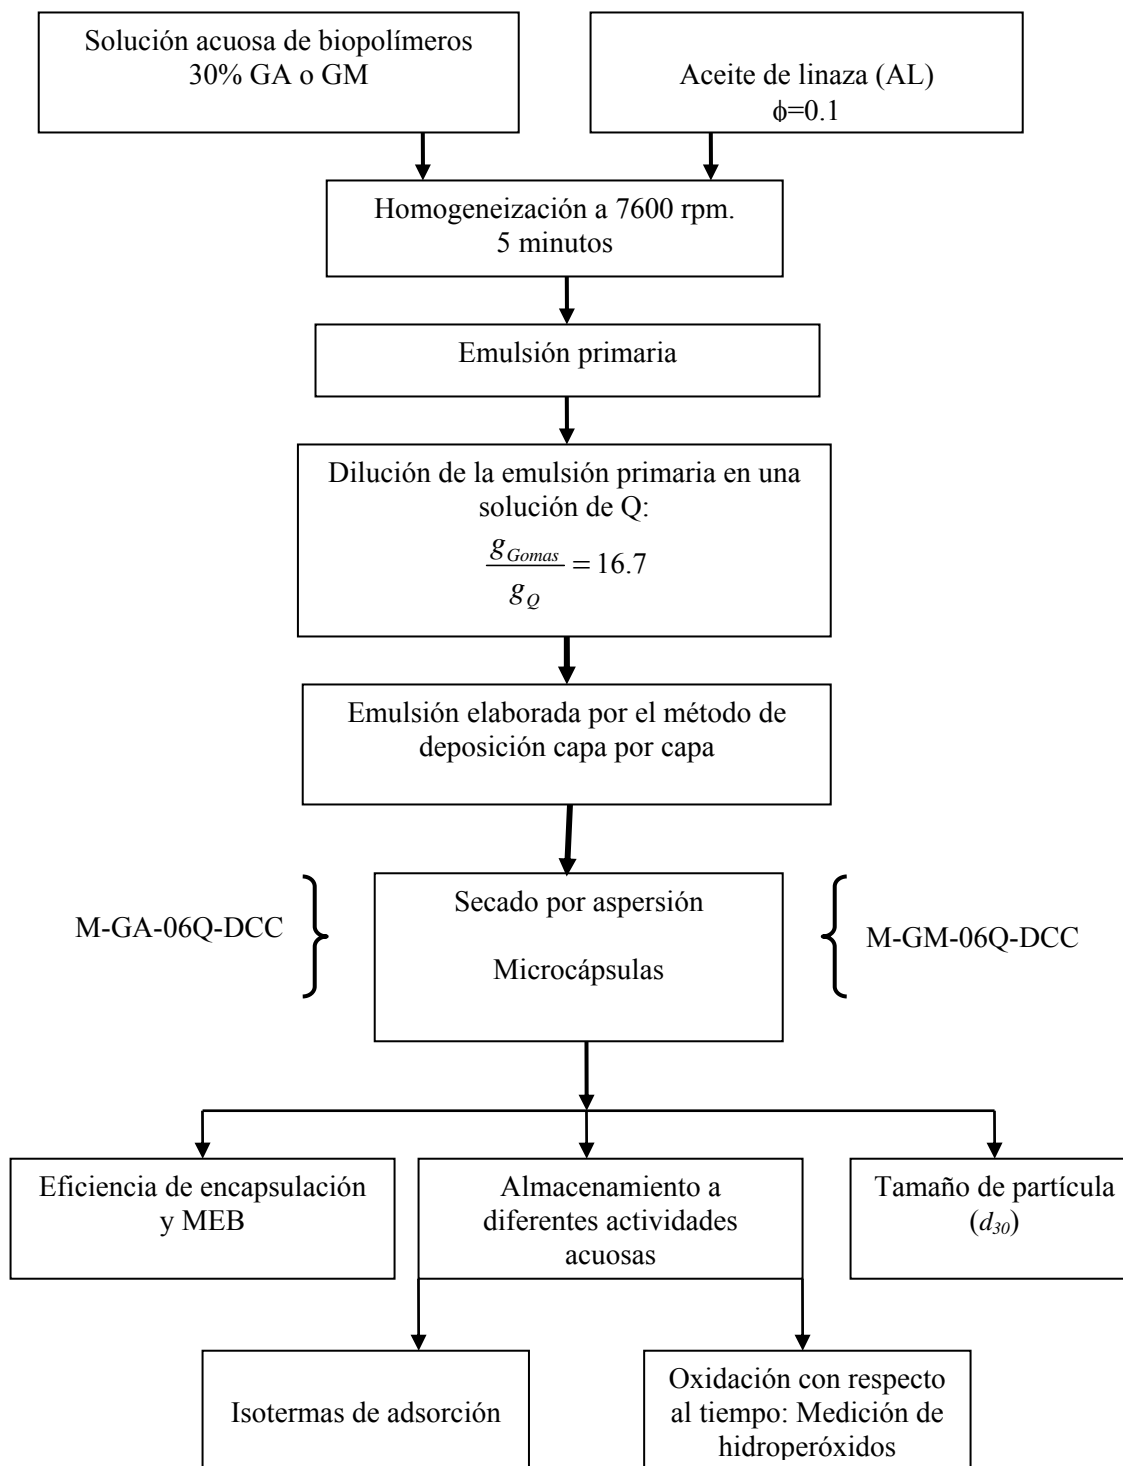 Solución acuosa de biopolímeros
30% GA o GM
Aceite de linaza (AL)
ϕ=0.1
Homogeneización a 7600 rpm.
5 minutos
Emulsión primaria
Dilución de la emulsión primaria en una
solución de Q:
g_Gomas / g_Q = 16.7
Emulsión elaborada por el método de
deposición capa por capa
M-GA-06Q-DCC
Secado por aspersión
Microcápsulas
M-GM-06Q-DCC
Eficiencia de encapsulación
y MEB
Almacenamiento a
diferentes actividades
acuosas
Tamaño de partícula
(d30)
Isotermas de adsorción
Oxidación con respecto
al tiempo: Medición de
hidroperóxidos